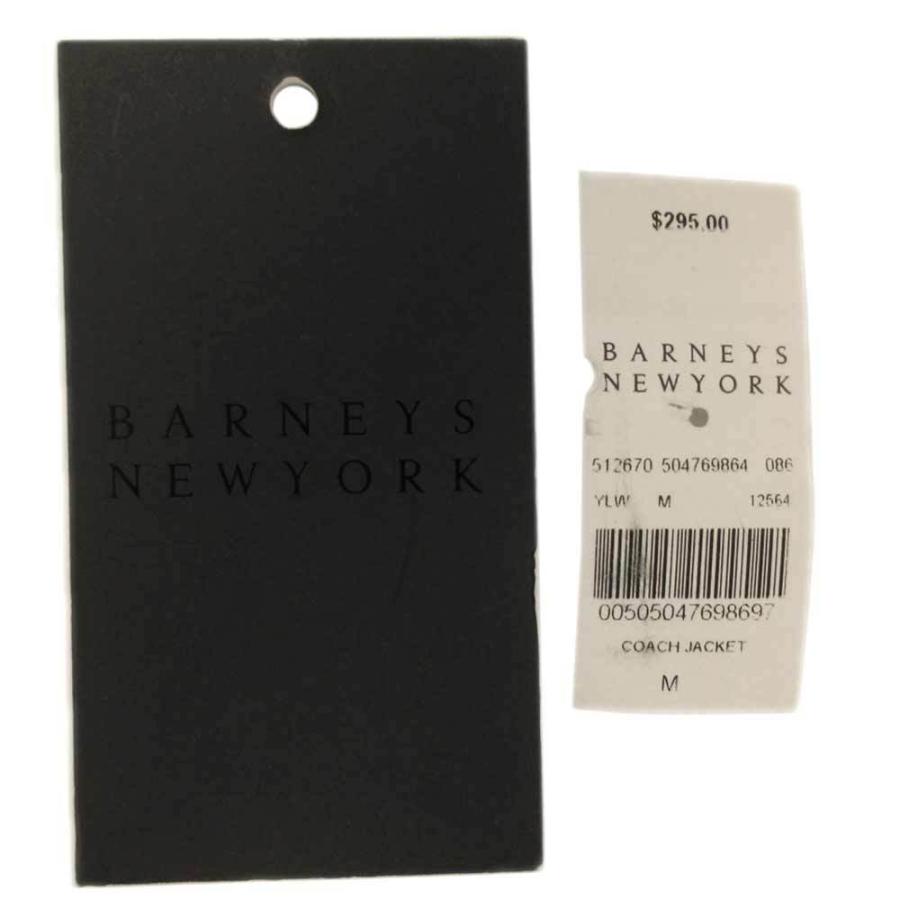 BARNEYS
NEWYORK
$295.00
BARNEYS
NEWYORK
512670 504769864 086
YLW M 12564
00505047698697
COACH JACKET
M